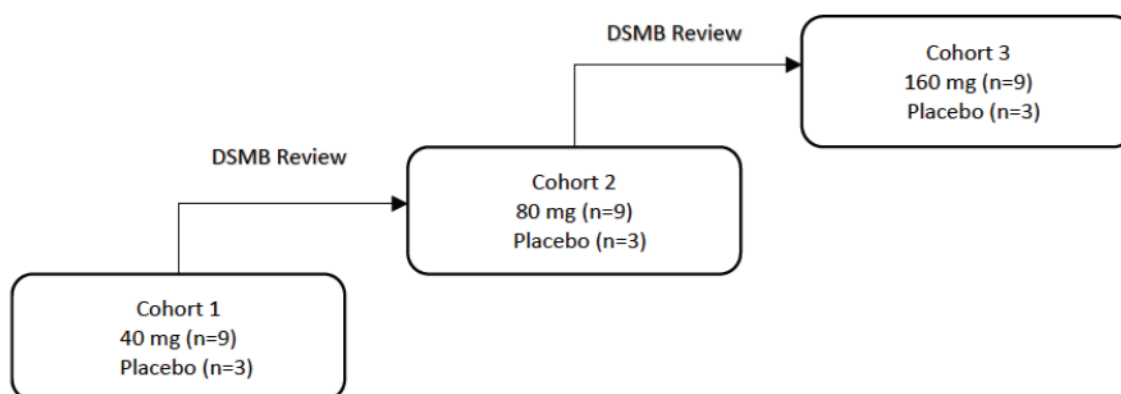 DSMB Review
Cohort 3
160 mg (n=9)
Placebo (n=3)
DSMB Review
Cohort 2
80 mg (n=9)
Placebo (n=3)
Cohort 1
40 mg (n=9)
Placebo (n=3)